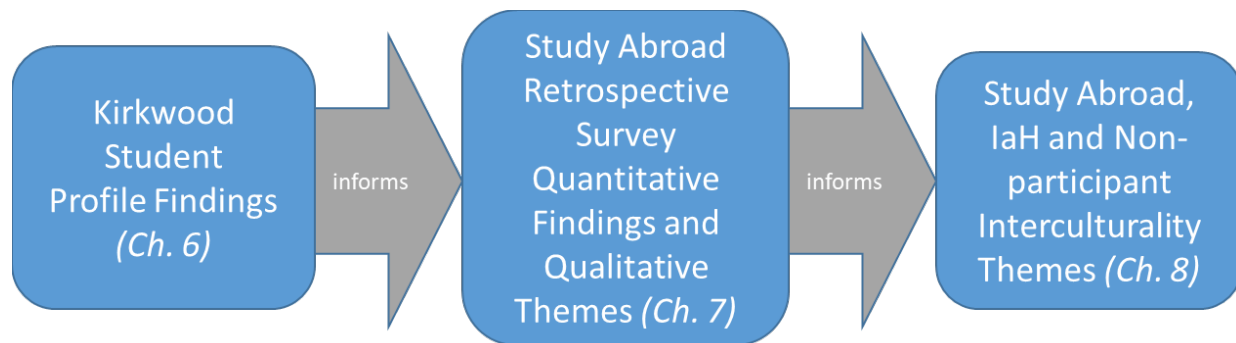 Kirkwood
Student
Profile Findings
(Ch. 6)
informs
Study Abroad
Retrospective
Survey
Quantitative
Findings and
Qualitative
Themes (Ch. 7)
informs
Study Abroad,
IaH and Non-
participant
Interculturality
Themes (Ch. 8)